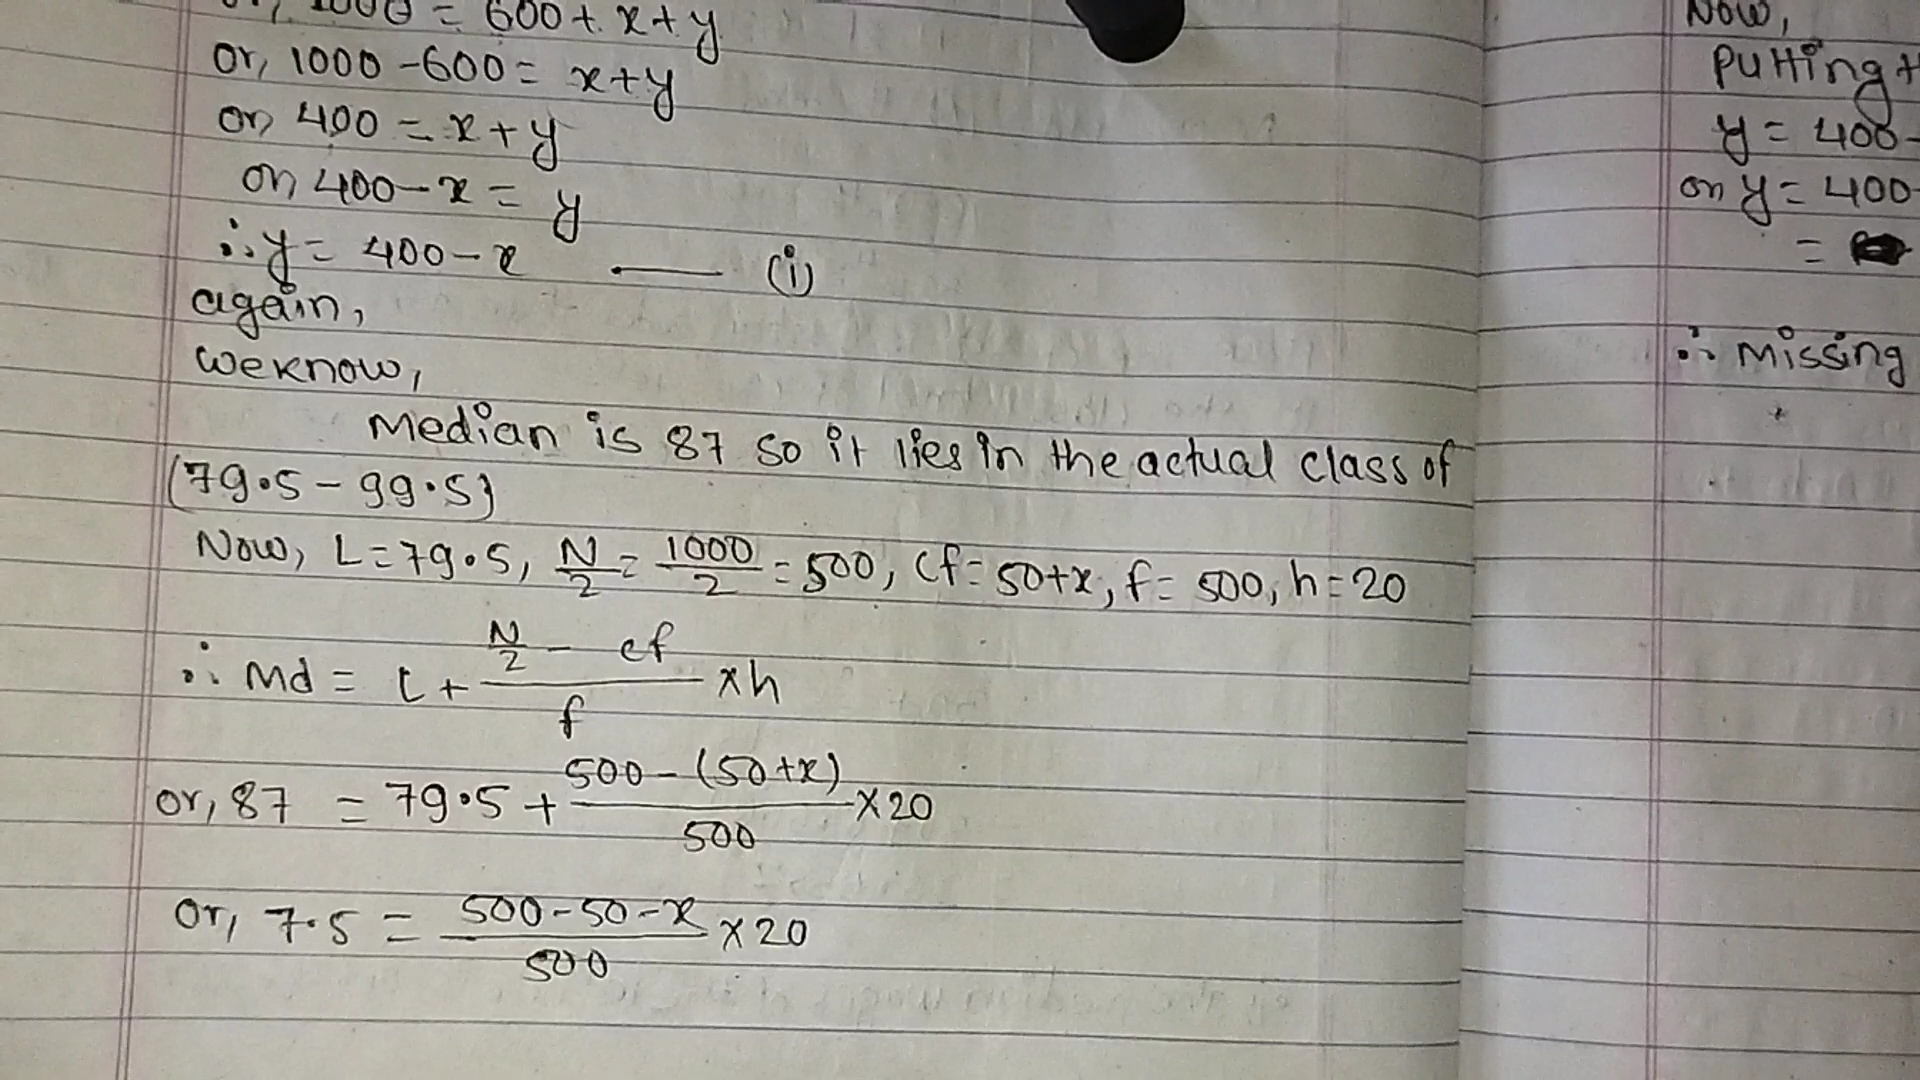 or, 1000 = 600 + x + y
or, 1000 - 600 = x + y
or, 400 = x + y
or, 400 - x = y
∴ y = 400 - x —— (i)
again,
we know,
Median is 87 so it lies in the actual class of
(79.5 - 99.5)
Now, L = 79.5, N/2 = 1000/2 = 500, cf = 50 + x, f = 500, h = 20
∴ Md = L + (N/2 - cf)/f × h
or, 87 = 79.5 + (500 - (50 + x))/500 × 20
or, 7.5 = (500 - 50 - x)/500 × 20
Now,
Putting
y = 400 -
or, y = 400 -
=
∴ Missing